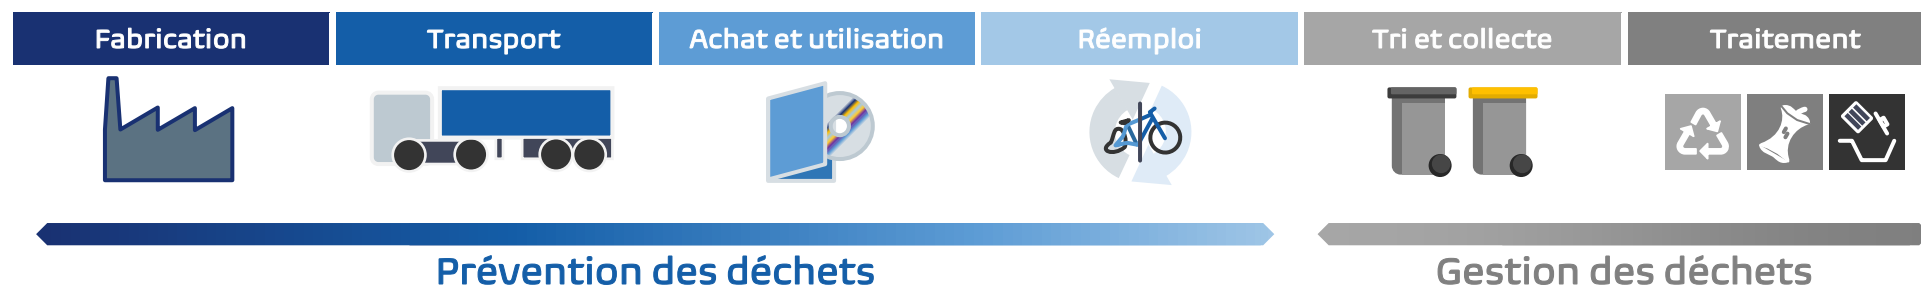 Fabrication
Transport
Achat et utilisation
Réemploi
Tri et collecte
Traitement
Prévention des déchets
Gestion des déchets